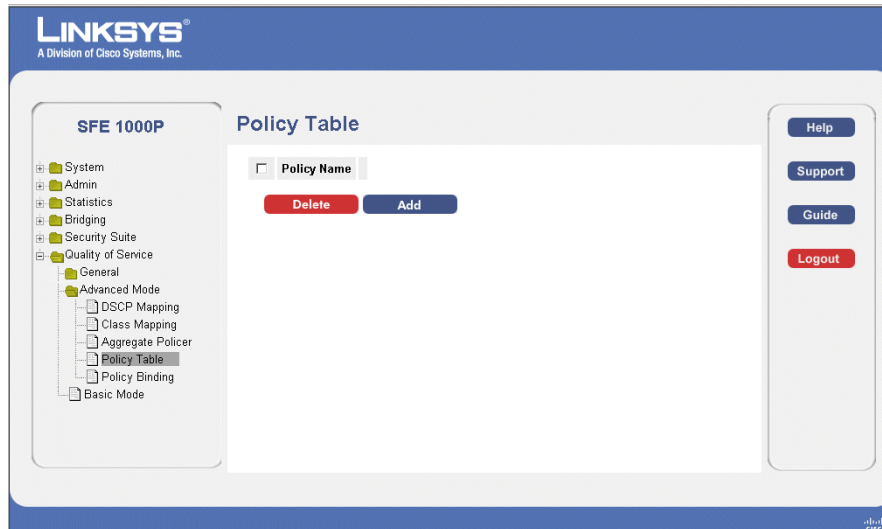 LINKSYS®
A Division of Cisco Systems, Inc.
SFE 1000P
System
Admin
Statistics
Bridging
Security Suite
Quality of Service
General
Advanced Mode
DSCP Mapping
Class Mapping
Aggregate Policer
Policy Table
Policy Binding
Basic Mode
Policy Table
Policy Name
Delete Add
Help
Support
Guide
Logout